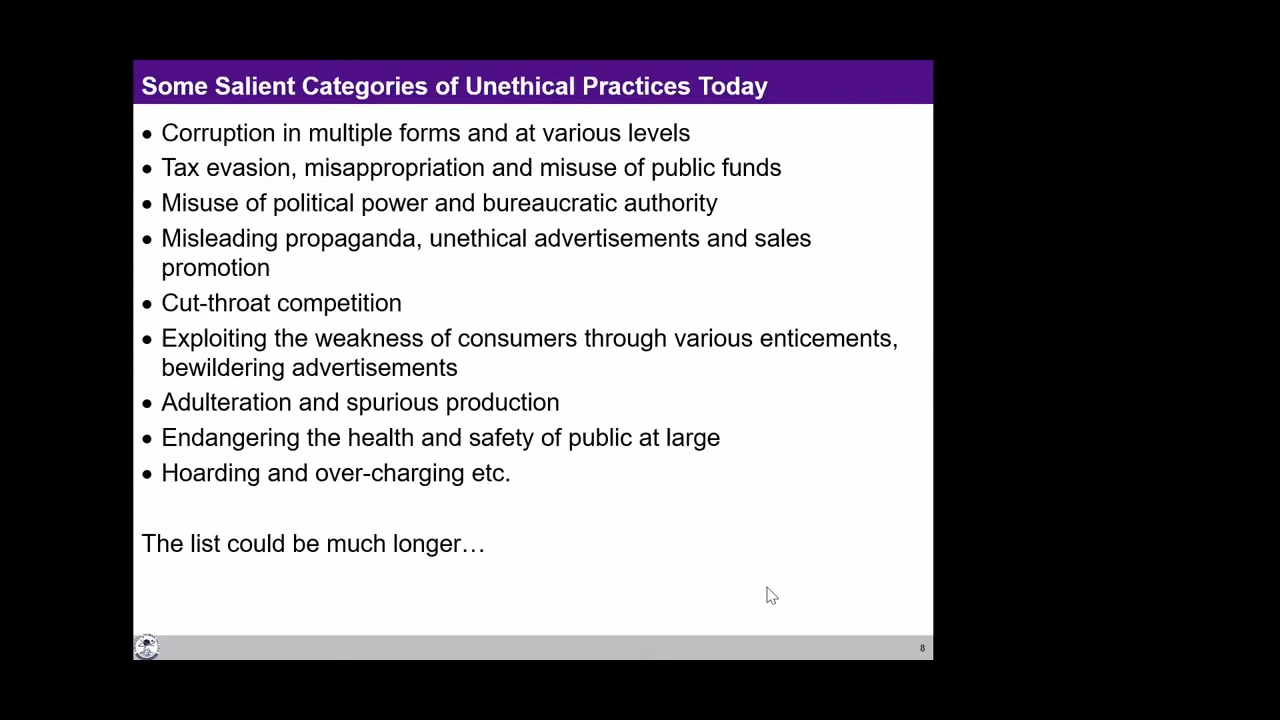 Some Salient Categories of Unethical Practices Today
• Corruption in multiple forms and at various levels
• Tax evasion, misappropriation and misuse of public funds
• Misuse of political power and bureaucratic authority
• Misleading propaganda, unethical advertisements and sales
promotion
• Cut-throat competition
• Exploiting the weakness of consumers through various enticements,
bewildering advertisements
• Adulteration and spurious production
• Endangering the health and safety of public at large
• Hoarding and over-charging etc.
The list could be much longer…
8